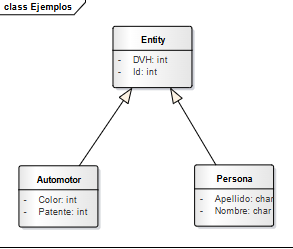 class Ejemplos
Entity
- DVH: int
- Id: int
Automotor
- Color: int
- Patente: int
Persona
- Apellido: char
- Nombre: char